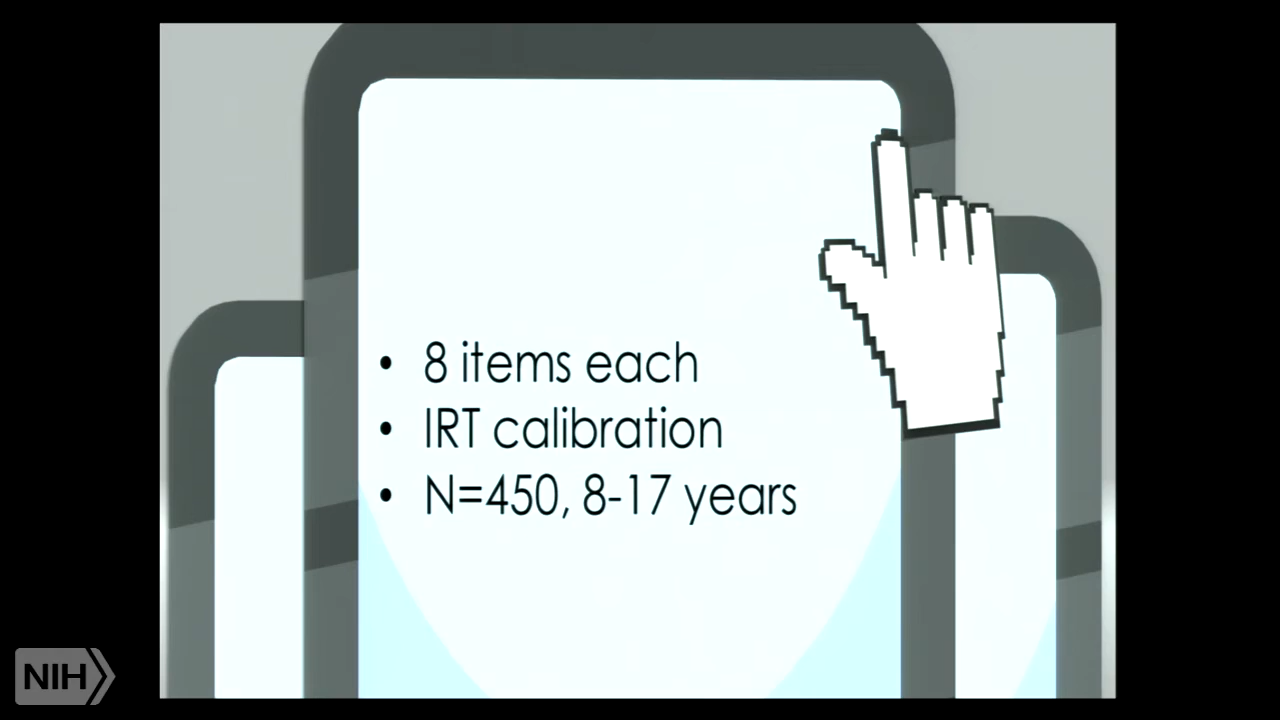 • 8 items each
• IRT calibration
• N=450, 8-17 years
NIH